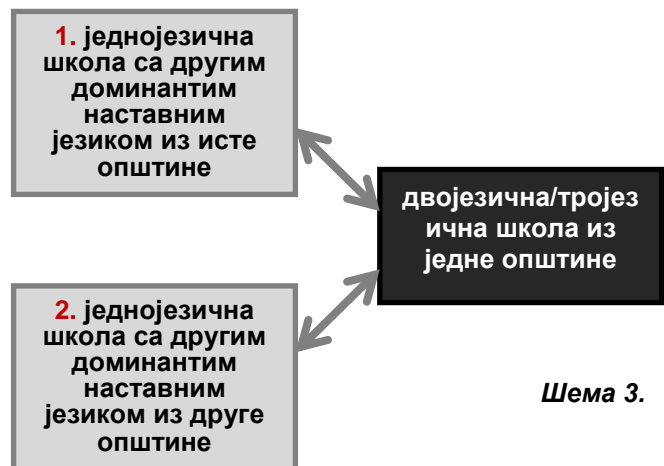 1. једнојезична
школа са другим
доминантим
наставним
језиком из исте
општине
двојезична/тројез
ична школа из
једне општине
2. једнојезична
школа са другим
доминантим
наставним
језиком из друге
општине
Шема 3.